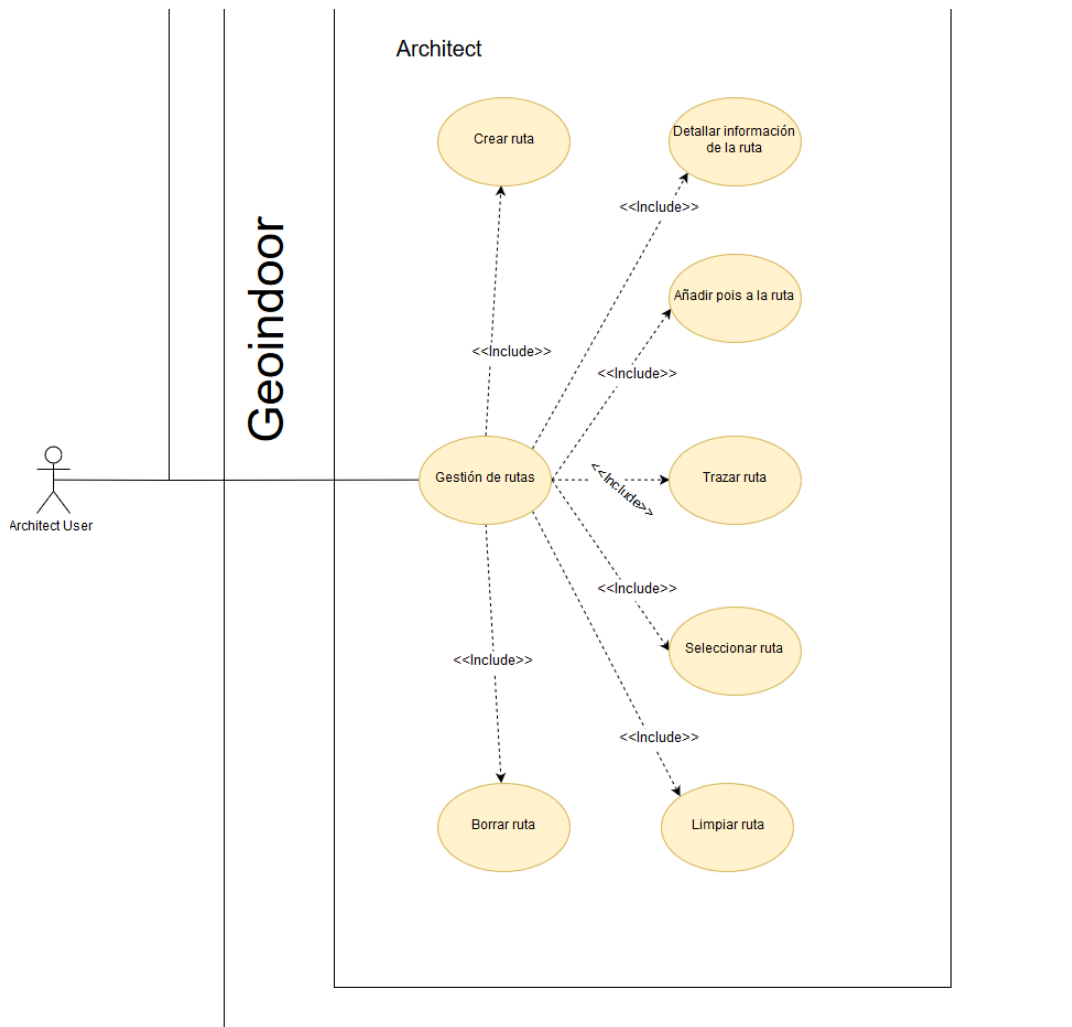 Architect
Crear ruta
Detallar información
de la ruta
<<Include>>
Añadir pois a la ruta
Geoindoor
<<Include>>
<<Include>>
Architect User
Gestión de rutas
<<Include>>
Trazar ruta
<<Include>>
Seleccionar ruta
<<Include>>
<<Include>>
Borrar ruta
Limpiar ruta